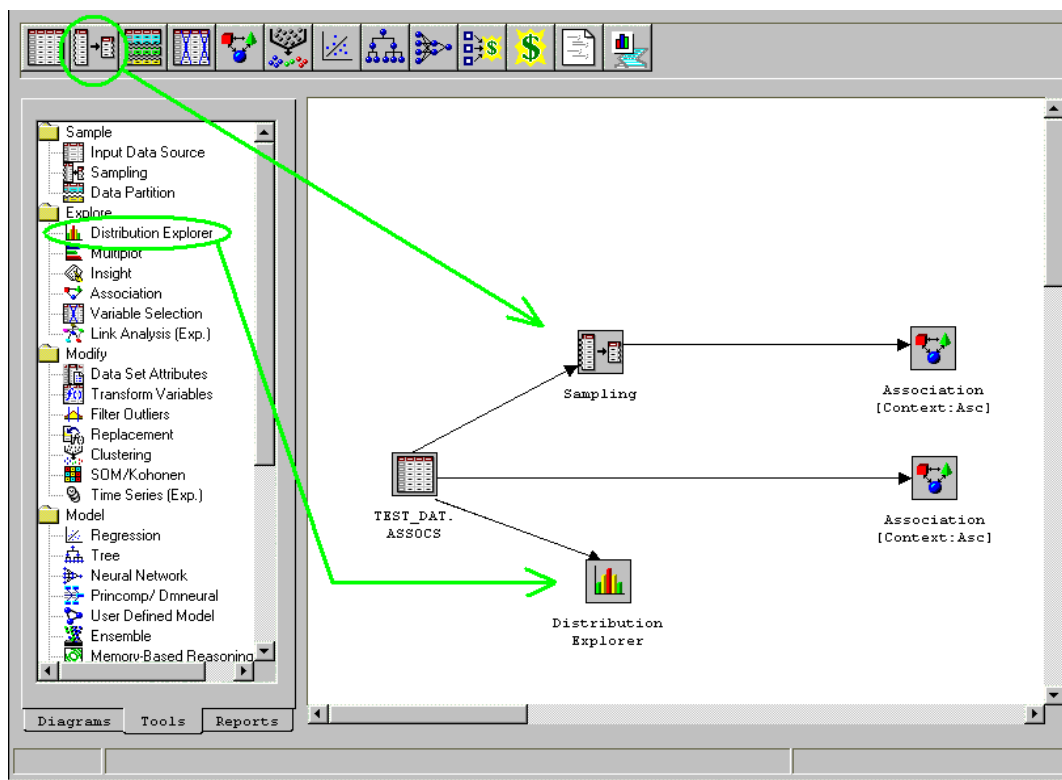 Sample
Input Data Source
Sampling
Data Partition
Explore
Distribution Explorer
Multiplot
Insight
Association
Variable Selection
Link Analysis (Exp.)
Modify
Data Set Attributes
Transform Variables
Filter Outliers
Replacement
Clustering
SOM/Kohonen
Time Series (Exp.)
Model
Regression
Tree
Neural Network
Princomp/ Dmneural
User Defined Model
Ensemble
Memory-Based Reasoning
Diagrams Tools Reports
Sampling
Association
[Context:Asc]
TEST_DAT.
ASSOCS
Association
[Context:Asc]
Distribution
Explorer